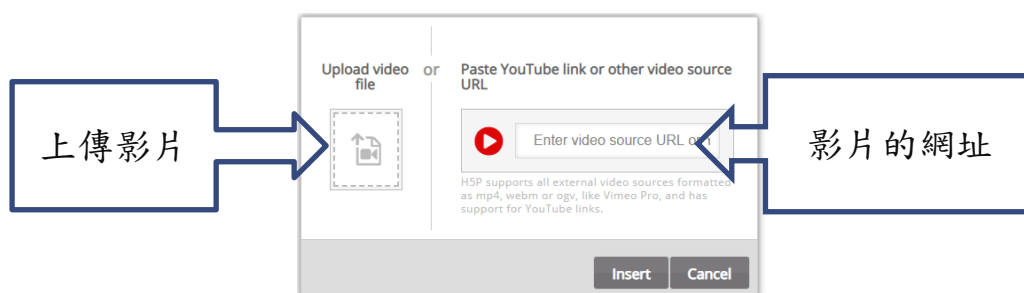 上傳影片
Upload video
file
or
Paste YouTube link or other video source
URL
Enter video source URL or
H5P supports all external video sources formatted
as mp4, webm or ogv, like Vimeo Pro, and has
support for YouTube links.
影片的網址
Insert
Cancel